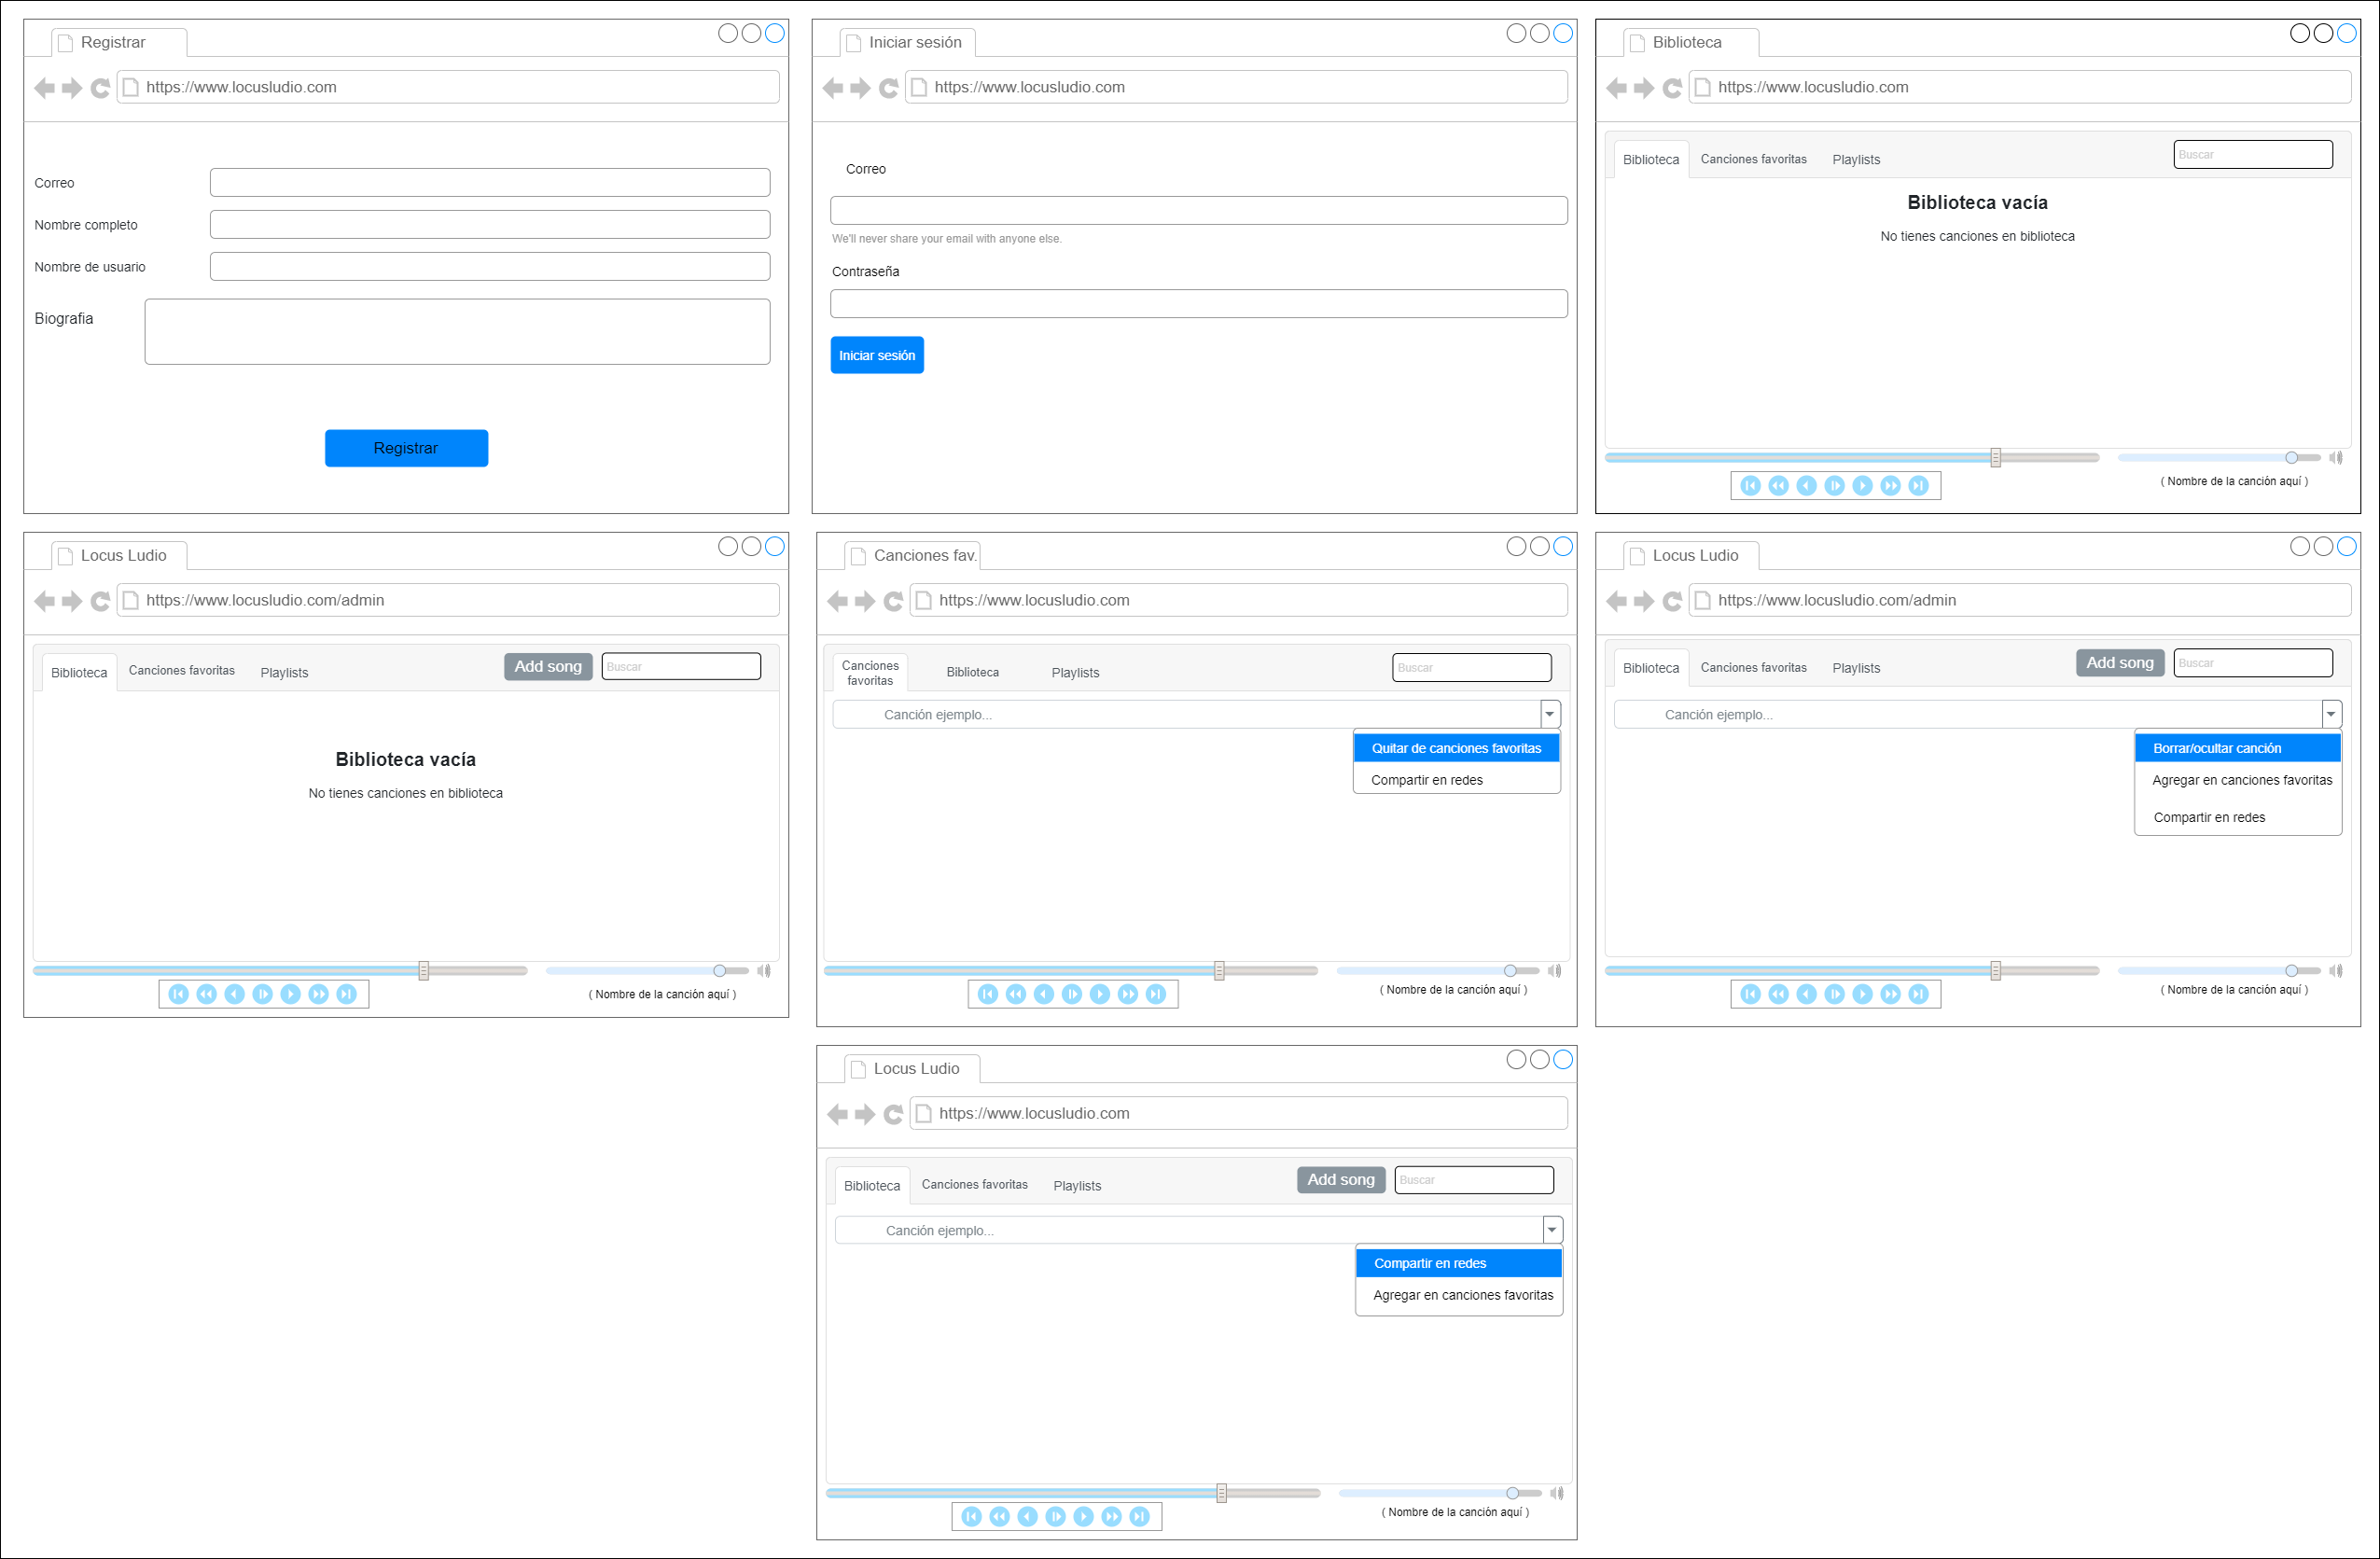 Registrar
https://www.locusludio.com
Correo
Nombre completo
Nombre de usuario
Biografia
Registrar
Iniciar sesión
https://www.locusludio.com
Correo
We'll never share your email with anyone else.
Contraseña
Iniciar sesión
Biblioteca
https://www.locusludio.com
Biblioteca Canciones favoritas Playlists Buscar
Biblioteca vacía
No tienes canciones en biblioteca
( Nombre de la canción aquí )
Locus Ludio
https://www.locusludio.com/admin
Biblioteca Canciones favoritas Playlists Add song Buscar
Biblioteca vacía
No tienes canciones en biblioteca
( Nombre de la canción aquí )
Canciones fav.
https://www.locusludio.com
Canciones
favoritas Biblioteca Playlists Buscar
Canción ejemplo...
Quitar de canciones favoritas
Compartir en redes
( Nombre de la canción aquí )
Locus Ludio
https://www.locusludio.com/admin
Biblioteca Canciones favoritas Playlists Add song Buscar
Canción ejemplo...
Borrar/ocultar canción
Agregar en canciones favoritas
Compartir en redes
( Nombre de la canción aquí )
Locus Ludio
https://www.locusludio.com
Biblioteca Canciones favoritas Playlists Add song Buscar
Canción ejemplo...
Compartir en redes
Agregar en canciones favoritas
( Nombre de la canción aquí )